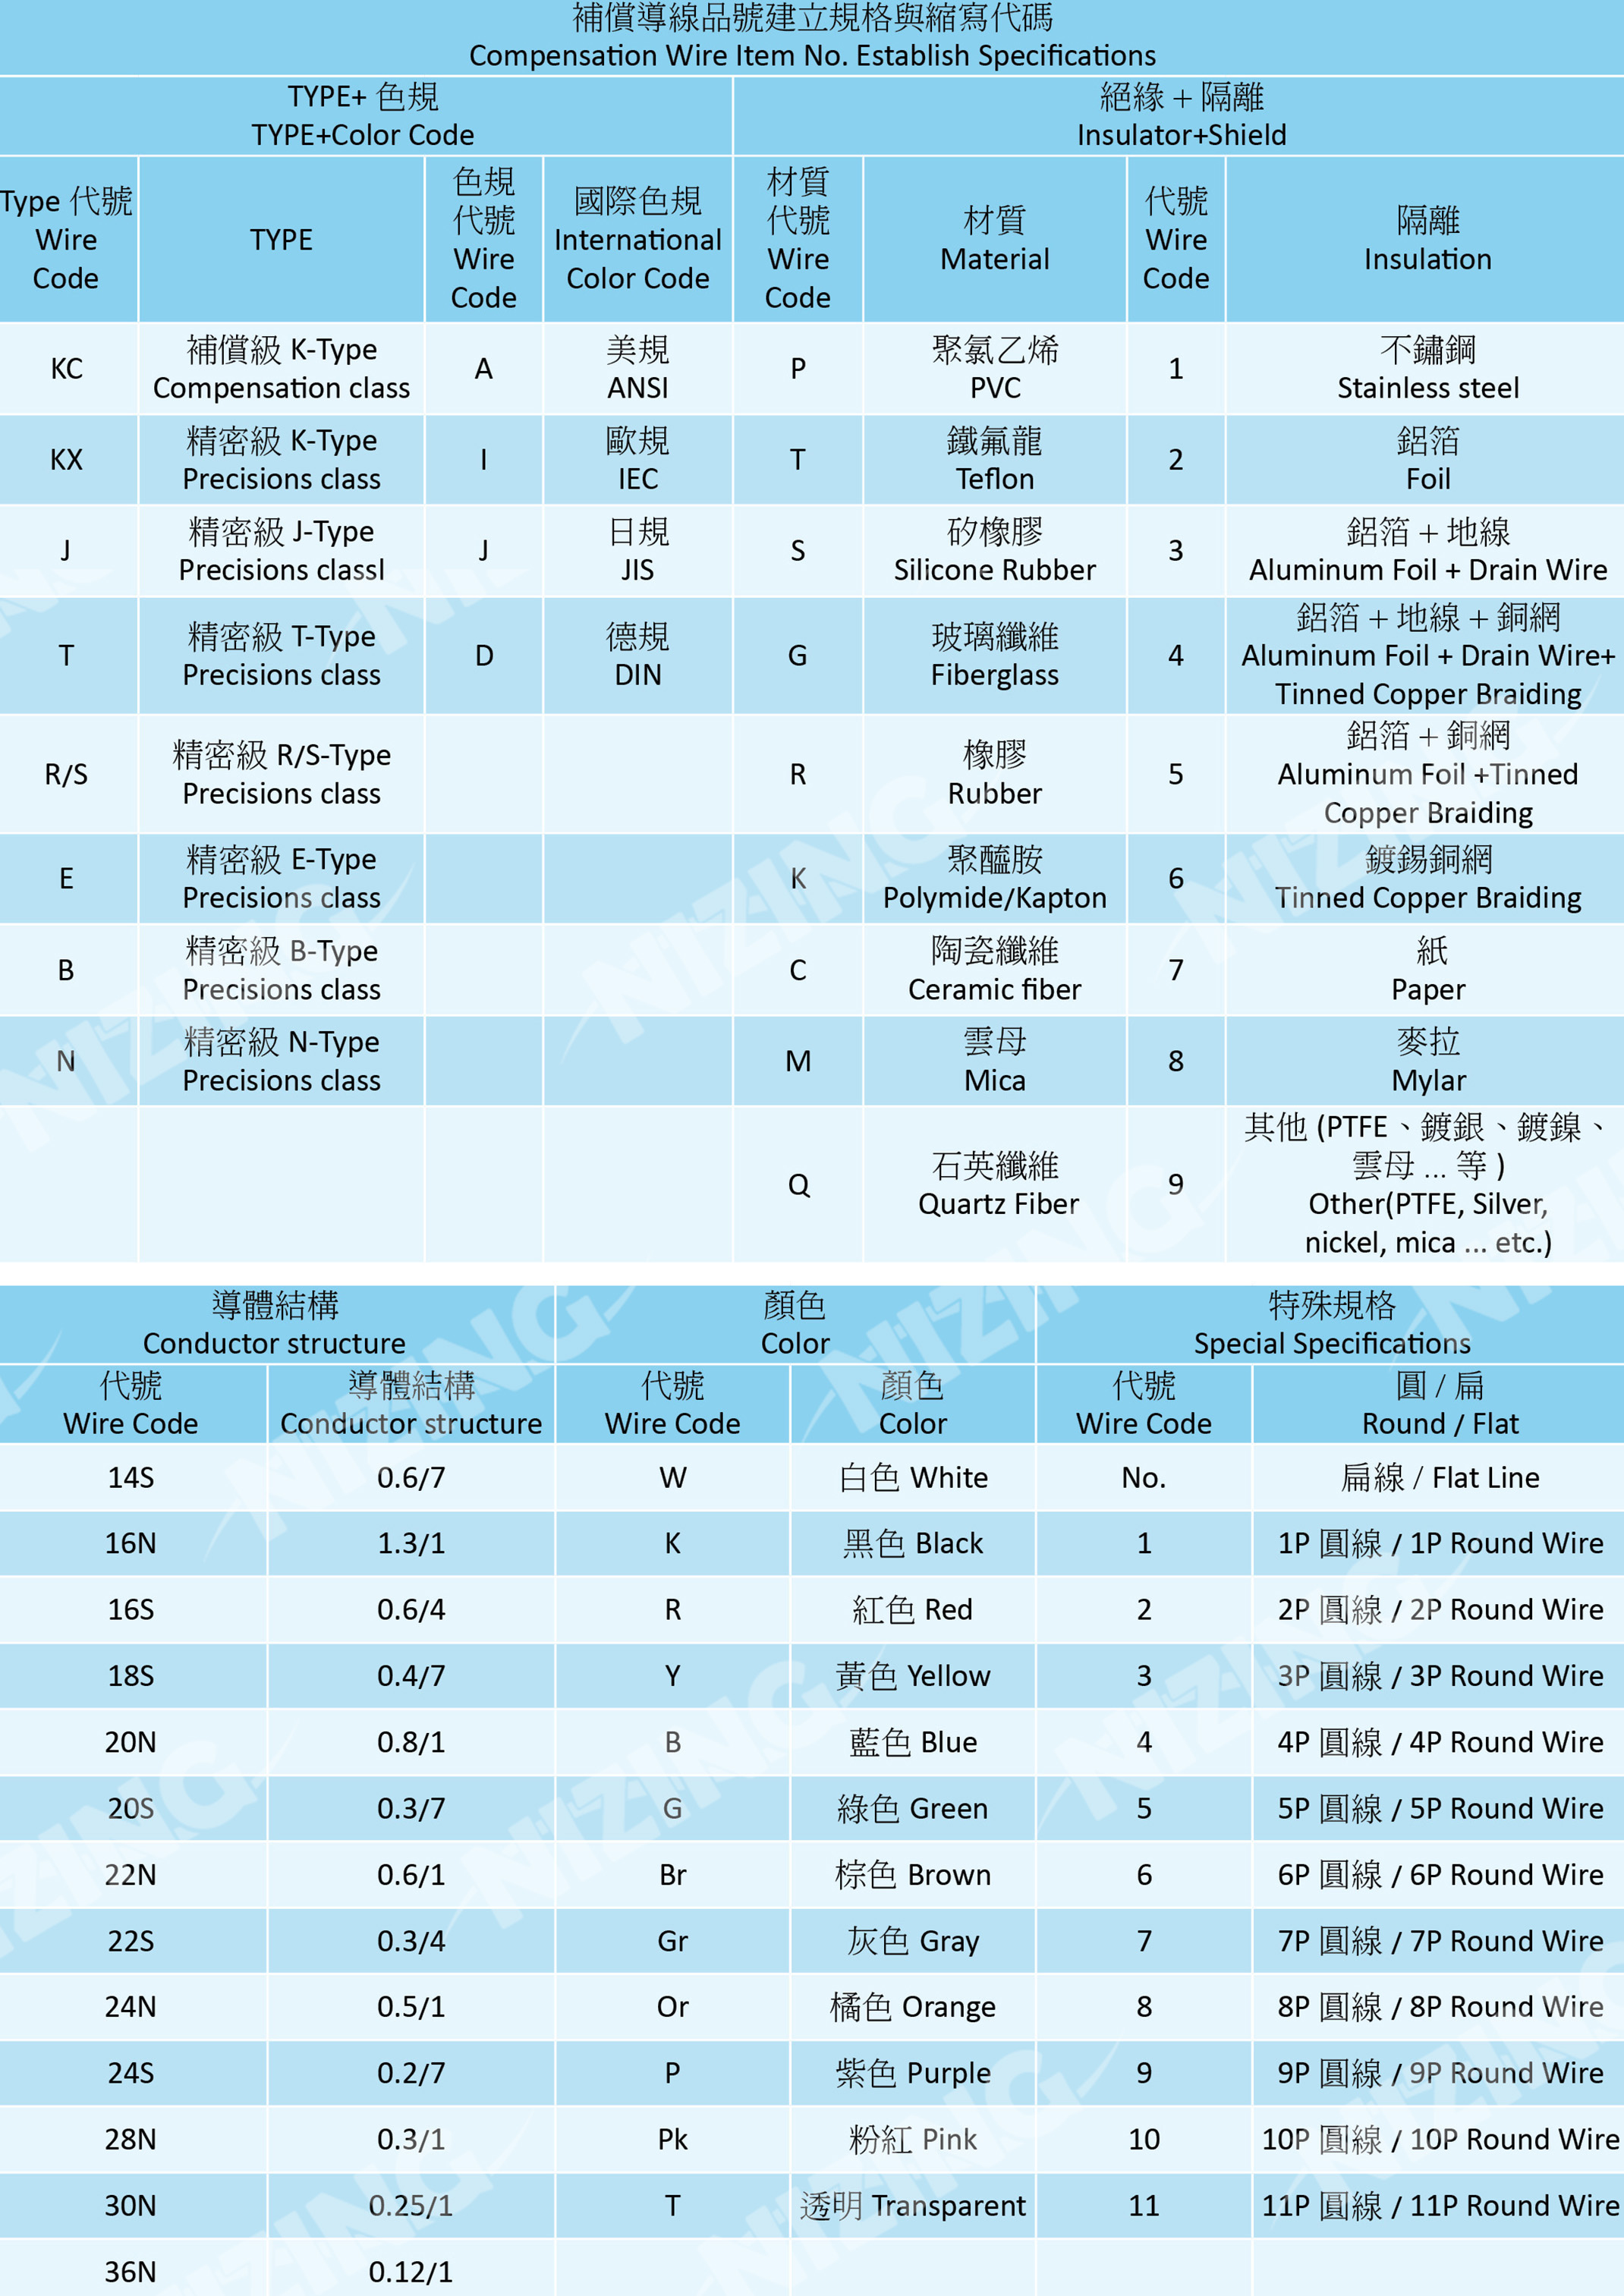 補償導線品號建立規格與縮寫代碼
Compensation Wire Item No. Establish Specifications
TYPE+ 色規
TYPE+Color Code
絕緣 + 隔離
Insulator+Shield
Type 代號
Wire
Code
TYPE
色規
代號
Wire
Code
國際色規
International
Color Code
材質
代號
Wire
Code
材質
Material
代號
Wire
Code
隔離
Insulation
KC
補償級 K-Type
Compensation class
A
美規
ANSI
P
聚氯乙烯
PVC
1
不鏽鋼
Stainless steel
KX
精密級 K-Type
Precisions class
I
歐規
IEC
T
鐵氟龍
Teflon
2
鋁箔
Foil
J
精密級 J-Type
Precisions classl
J
日規
JIS
S
矽橡膠
Silicone Rubber
3
鋁箔 + 地線
Aluminum Foil + Drain Wire
T
精密級 T-Type
Precisions class
D
德規
DIN
G
玻璃纖維
Fiberglass
4
鋁箔 + 地線 + 銅網
Aluminum Foil + Drain Wire+
Tinned Copper Braiding
R/S
精密級 R/S-Type
Precisions class
R
橡膠
Rubber
5
鋁箔 + 銅網
Aluminum Foil +Tinned
Copper Braiding
E
精密級 E-Type
Precisions class
K
聚醯胺
Polymide/Kapton
6
鍍錫銅網
Tinned Copper Braiding
B
精密級 B-Type
Precisions class
C
陶瓷纖維
Ceramic fiber
7
紙
Paper
N
精密級 N-Type
Precisions class
M
雲母
Mica
8
麥拉
Mylar
Q
石英纖維
Quartz Fiber
9
其他 (PTFE、鍍銀、鍍鎳、
雲母 ... 等 )
Other(PTFE, Silver,
nickel, mica ... etc.)
導體結構
Conductor structure
顏色
Color
特殊規格
Special Specifications
代號
Wire Code
導體結構
Conductor structure
代號
Wire Code
顏色
Color
代號
Wire Code
圓 / 扁
Round / Flat
14S 0.6/7 W 白色 White No. 扁線 / Flat Line
16N 1.3/1 K 黑色 Black 1 1P 圓線 / 1P Round Wire
16S 0.6/4 R 紅色 Red 2 2P 圓線 / 2P Round Wire
18S 0.4/7 Y 黃色 Yellow 3 3P 圓線 / 3P Round Wire
20N 0.8/1 B 藍色 Blue 4 4P 圓線 / 4P Round Wire
20S 0.3/7 G 綠色 Green 5 5P 圓線 / 5P Round Wire
22N 0.6/1 Br 棕色 Brown 6 6P 圓線 / 6P Round Wire
22S 0.3/4 Gr 灰色 Gray 7 7P 圓線 / 7P Round Wire
24N 0.5/1 Or 橘色 Orange 8 8P 圓線 / 8P Round Wire
24S 0.2/7 P 紫色 Purple 9 9P 圓線 / 9P Round Wire
28N 0.3/1 Pk 粉紅 Pink 10 10P 圓線 / 10P Round Wire
30N 0.25/1 T 透明 Transparent 11 11P 圓線 / 11P Round Wire
36N 0.12/1
NIZING